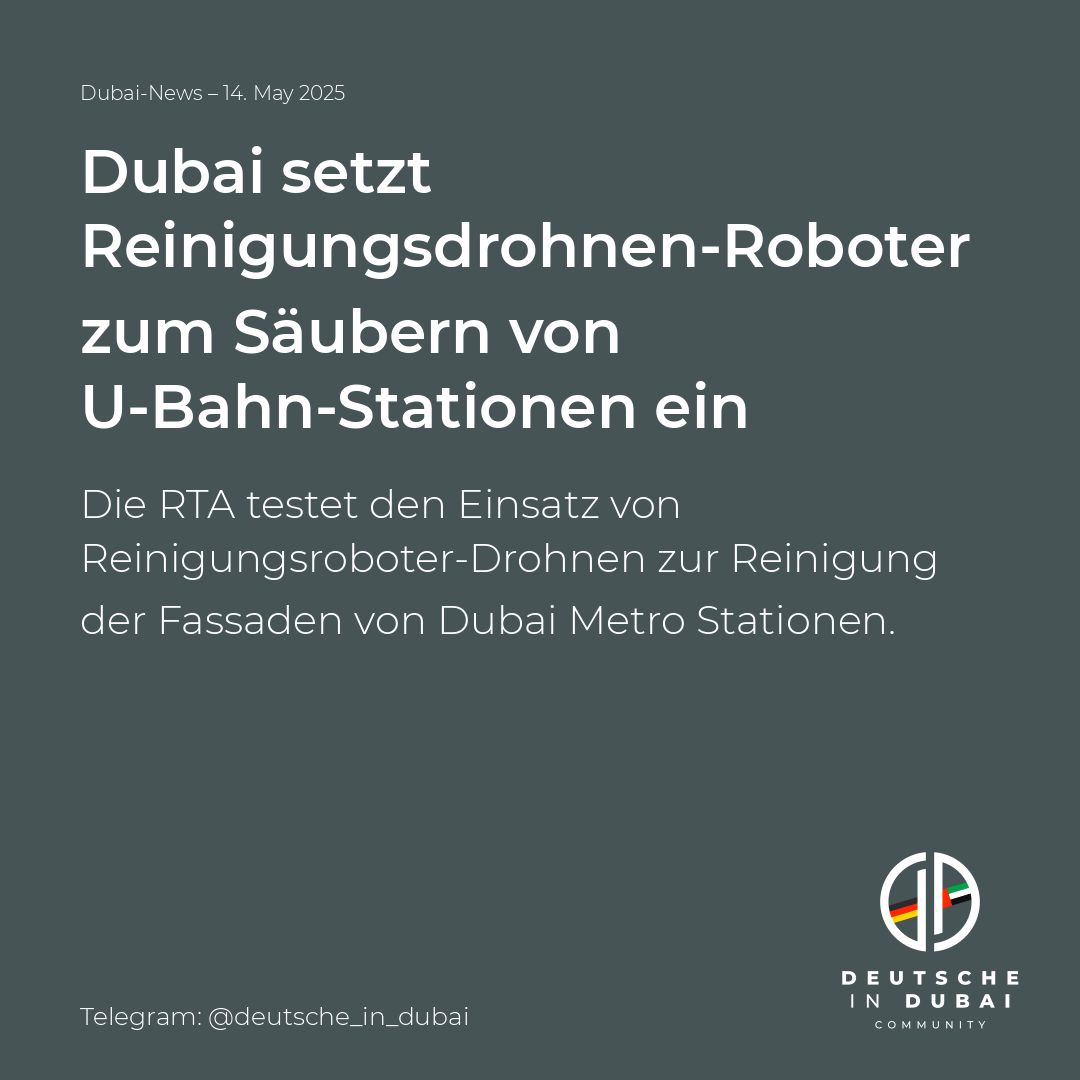 Dubai-News – 14. May 2025
Dubai setzt
Reinigungsdrohnen-Roboter
zum Säubern von
U-Bahn-Stationen ein
Die RTA testet den Einsatz von
Reinigungsroboter-Drohnen zur Reinigung
der Fassaden von Dubai Metro Stationen.
DEUTSCHE
IN DUBAI
COMMUNITY
Telegram: @deutsche_in_dubai